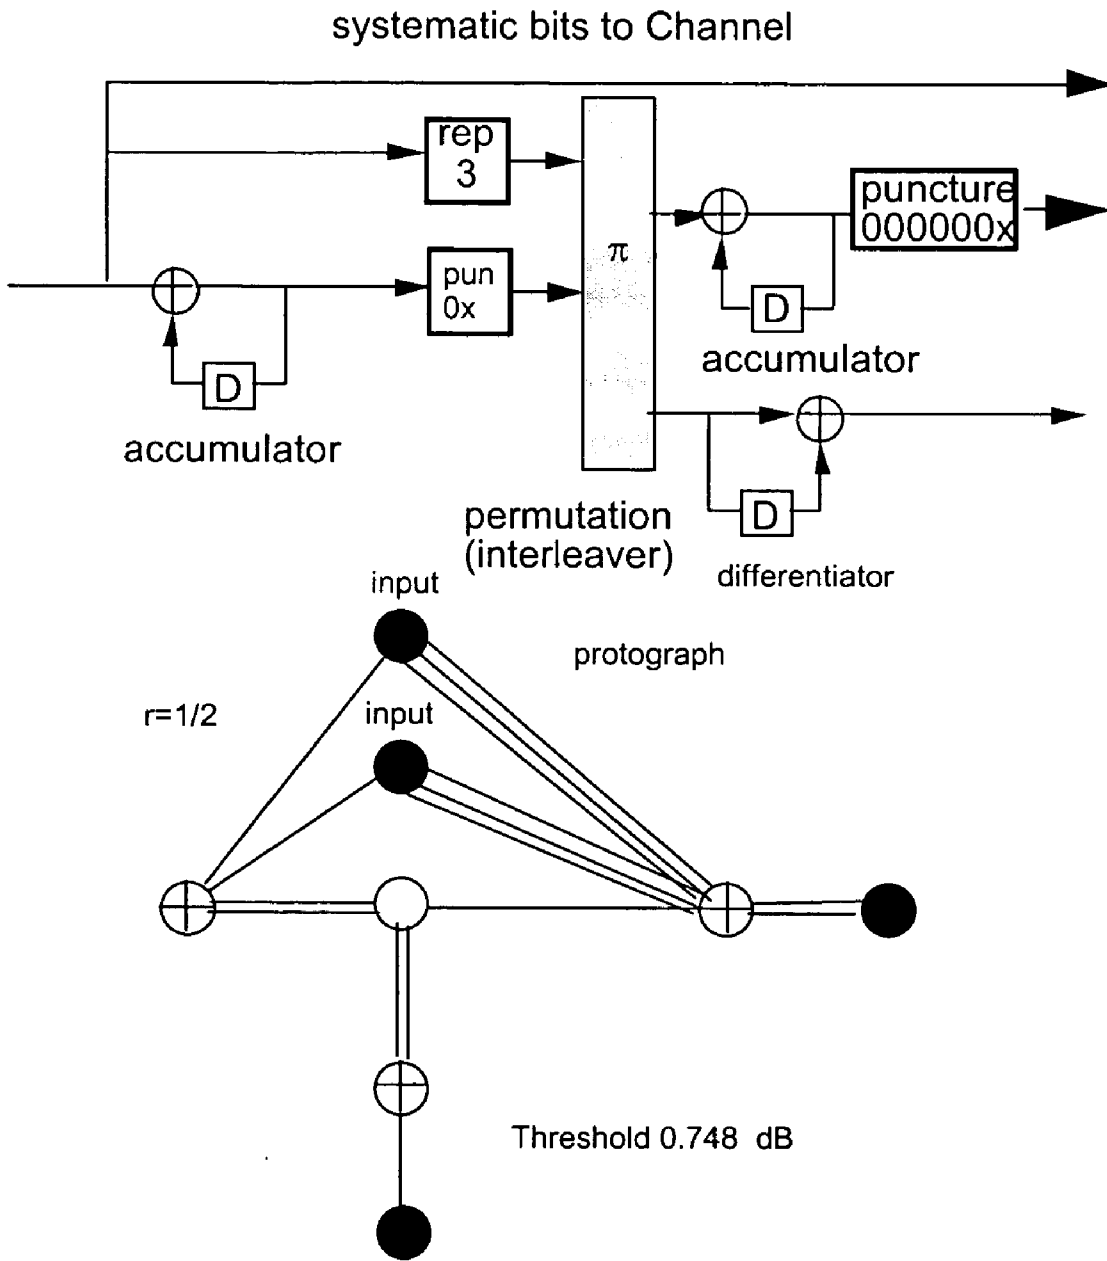 systematic bits to Channel
rep
3
puncture
000000x
π
pun
0x
D
accumulator
D
accumulator
D
permutation
(interleaver)
differentiator
input
protograph
r=1/2
input
Threshold 0.748 dB